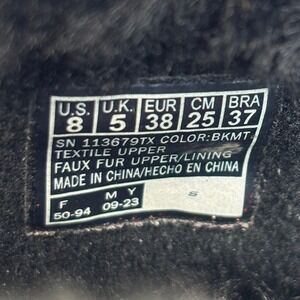 U.S. U.K. EUR CM BRA
8 5 38 25 37
SN 113679TX COLOR:BKMT
TEXTILE UPPER
FAUX FUR UPPER/LINING
MADE IN CHINA/HECHO EN CHINA
F M Y S
50-94 09-23